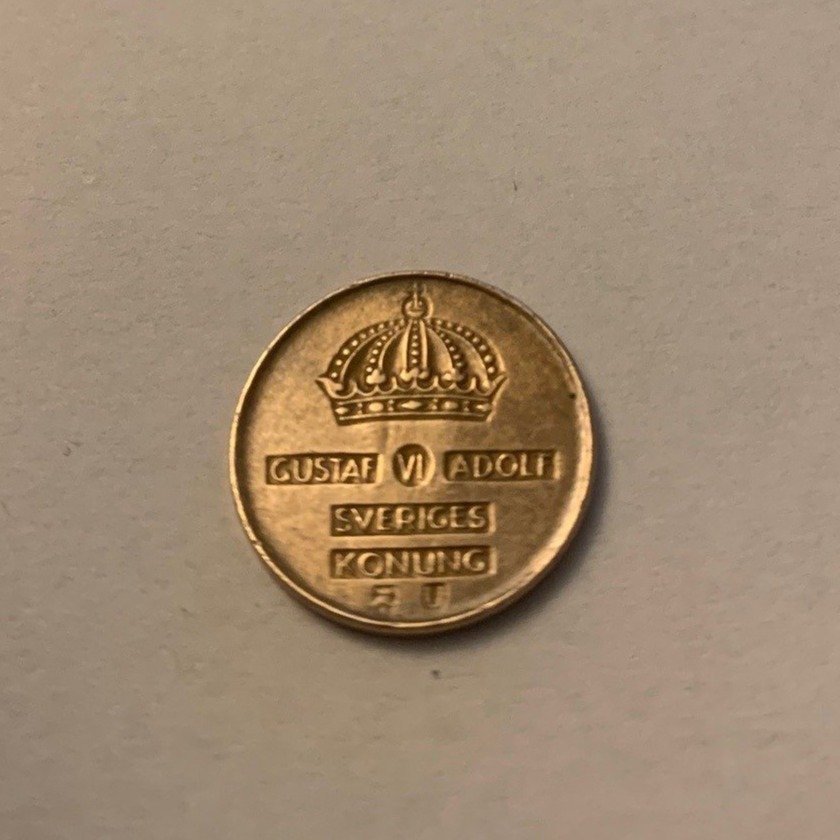 GUSTAF VI ADOLF
SVERIGES
KONUNG
U